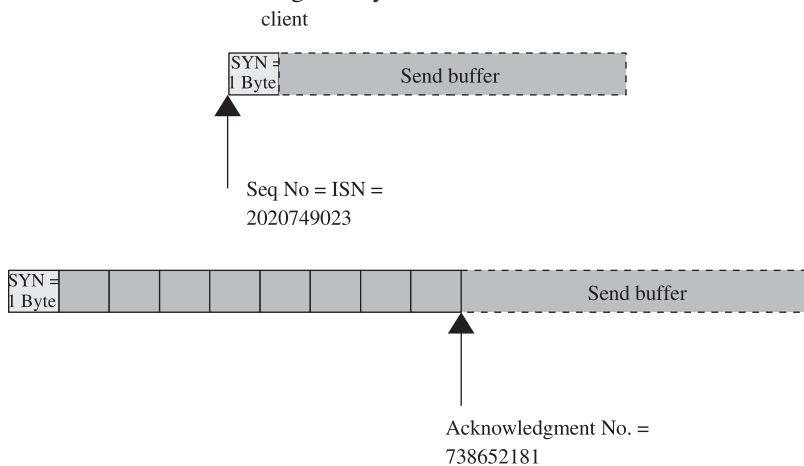 client
SYN =
1 Byte
Send buffer
Seq No = ISN =
2020749023
SYN =
1 Byte
Send buffer
Acknowledgment No. =
738652181